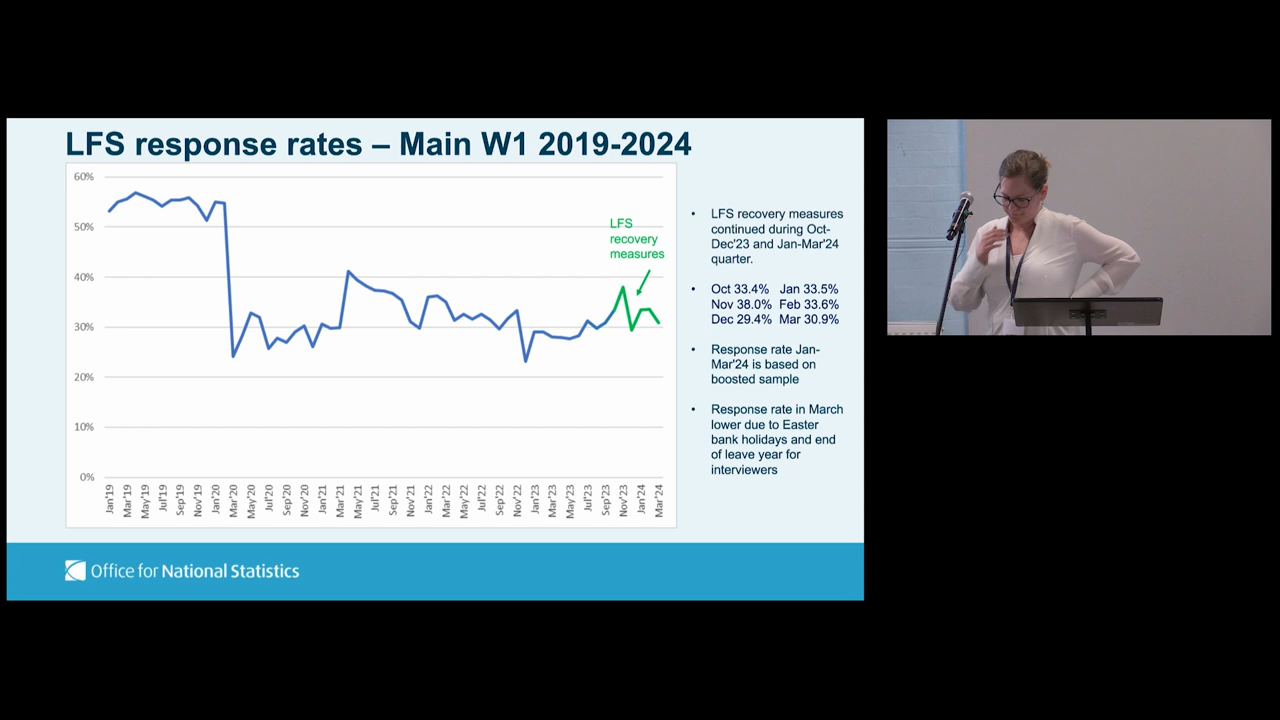 LFS response rates – Main W1 2019-2024
60%
50%
40%
30%
20%
10%
0%
LFS
recovery
measures
Jan'19
Mar'19
May'19
Jul'19
Sep'19
Nov'19
Jan'20
Mar'20
May'20
Jul'20
Sep'20
Nov'20
Jan'21
Mar'21
May'21
Jul'21
Sep'21
Nov'21
Jan'22
Mar'22
May'22
Jul'22
Sep'22
Nov'22
Jan'23
Mar'23
May'23
Jul'23
Sep'23
Nov'23
Jan'24
Mar'24
• LFS recovery measures
continued during Oct-
Dec'23 and Jan-Mar'24
quarter.
• Oct 33.4% Jan 33.5%
Nov 38.0% Feb 33.6%
Dec 29.4% Mar 30.9%
• Response rate Jan-
Mar'24 is based on
boosted sample
• Response rate in March
lower due to Easter
bank holidays and end
of leave year for
interviewers
Office for National Statistics